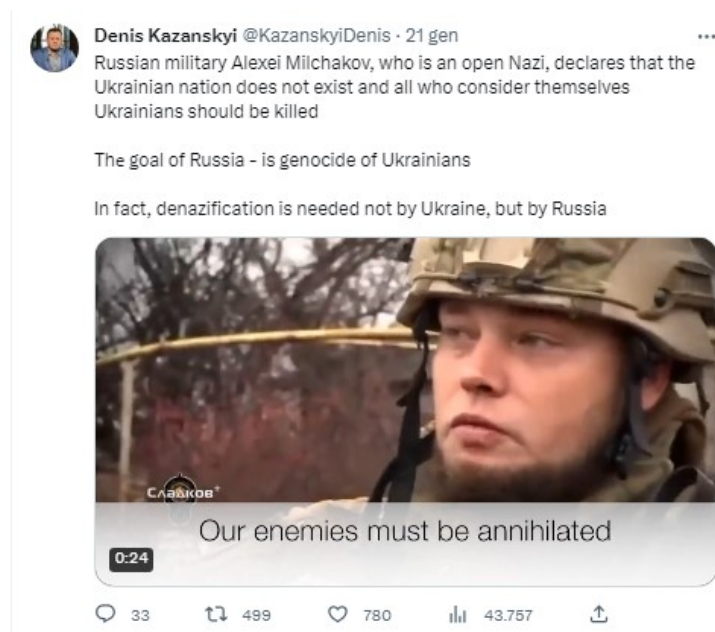 Denis Kazanskyi @KazanskyiDenis · 21 gen
Russian military Alexei Milchakov, who is an open Nazi, declares that the
Ukrainian nation does not exist and all who consider themselves
Ukrainians should be killed
The goal of Russia - is genocide of Ukrainians
In fact, denazification is needed not by Ukraine, but by Russia
Сладков+
Our enemies must be annihilated
0:24
33 499 780 43.757